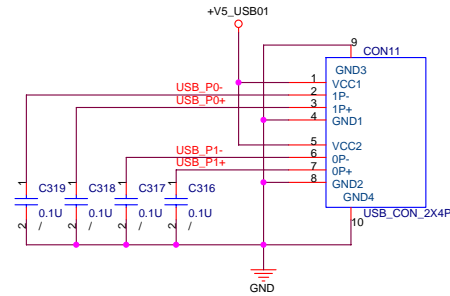 +V5_USB01
9
CON11
GND3
1 VCC1
USB_P0- 2 1P-
USB_P0+ 3 1P+
4 GND1
5 VCC2
USB_P1- 6 0P-
USB_P1+ 7 0P+
8 GND2
GND4
1 C319 1 C318 1 C317 1 C316
USB_CON_2X4P
0.1U 0.1U 0.1U 0.1U
10
2 / 2 / 2 / 2 /
GND